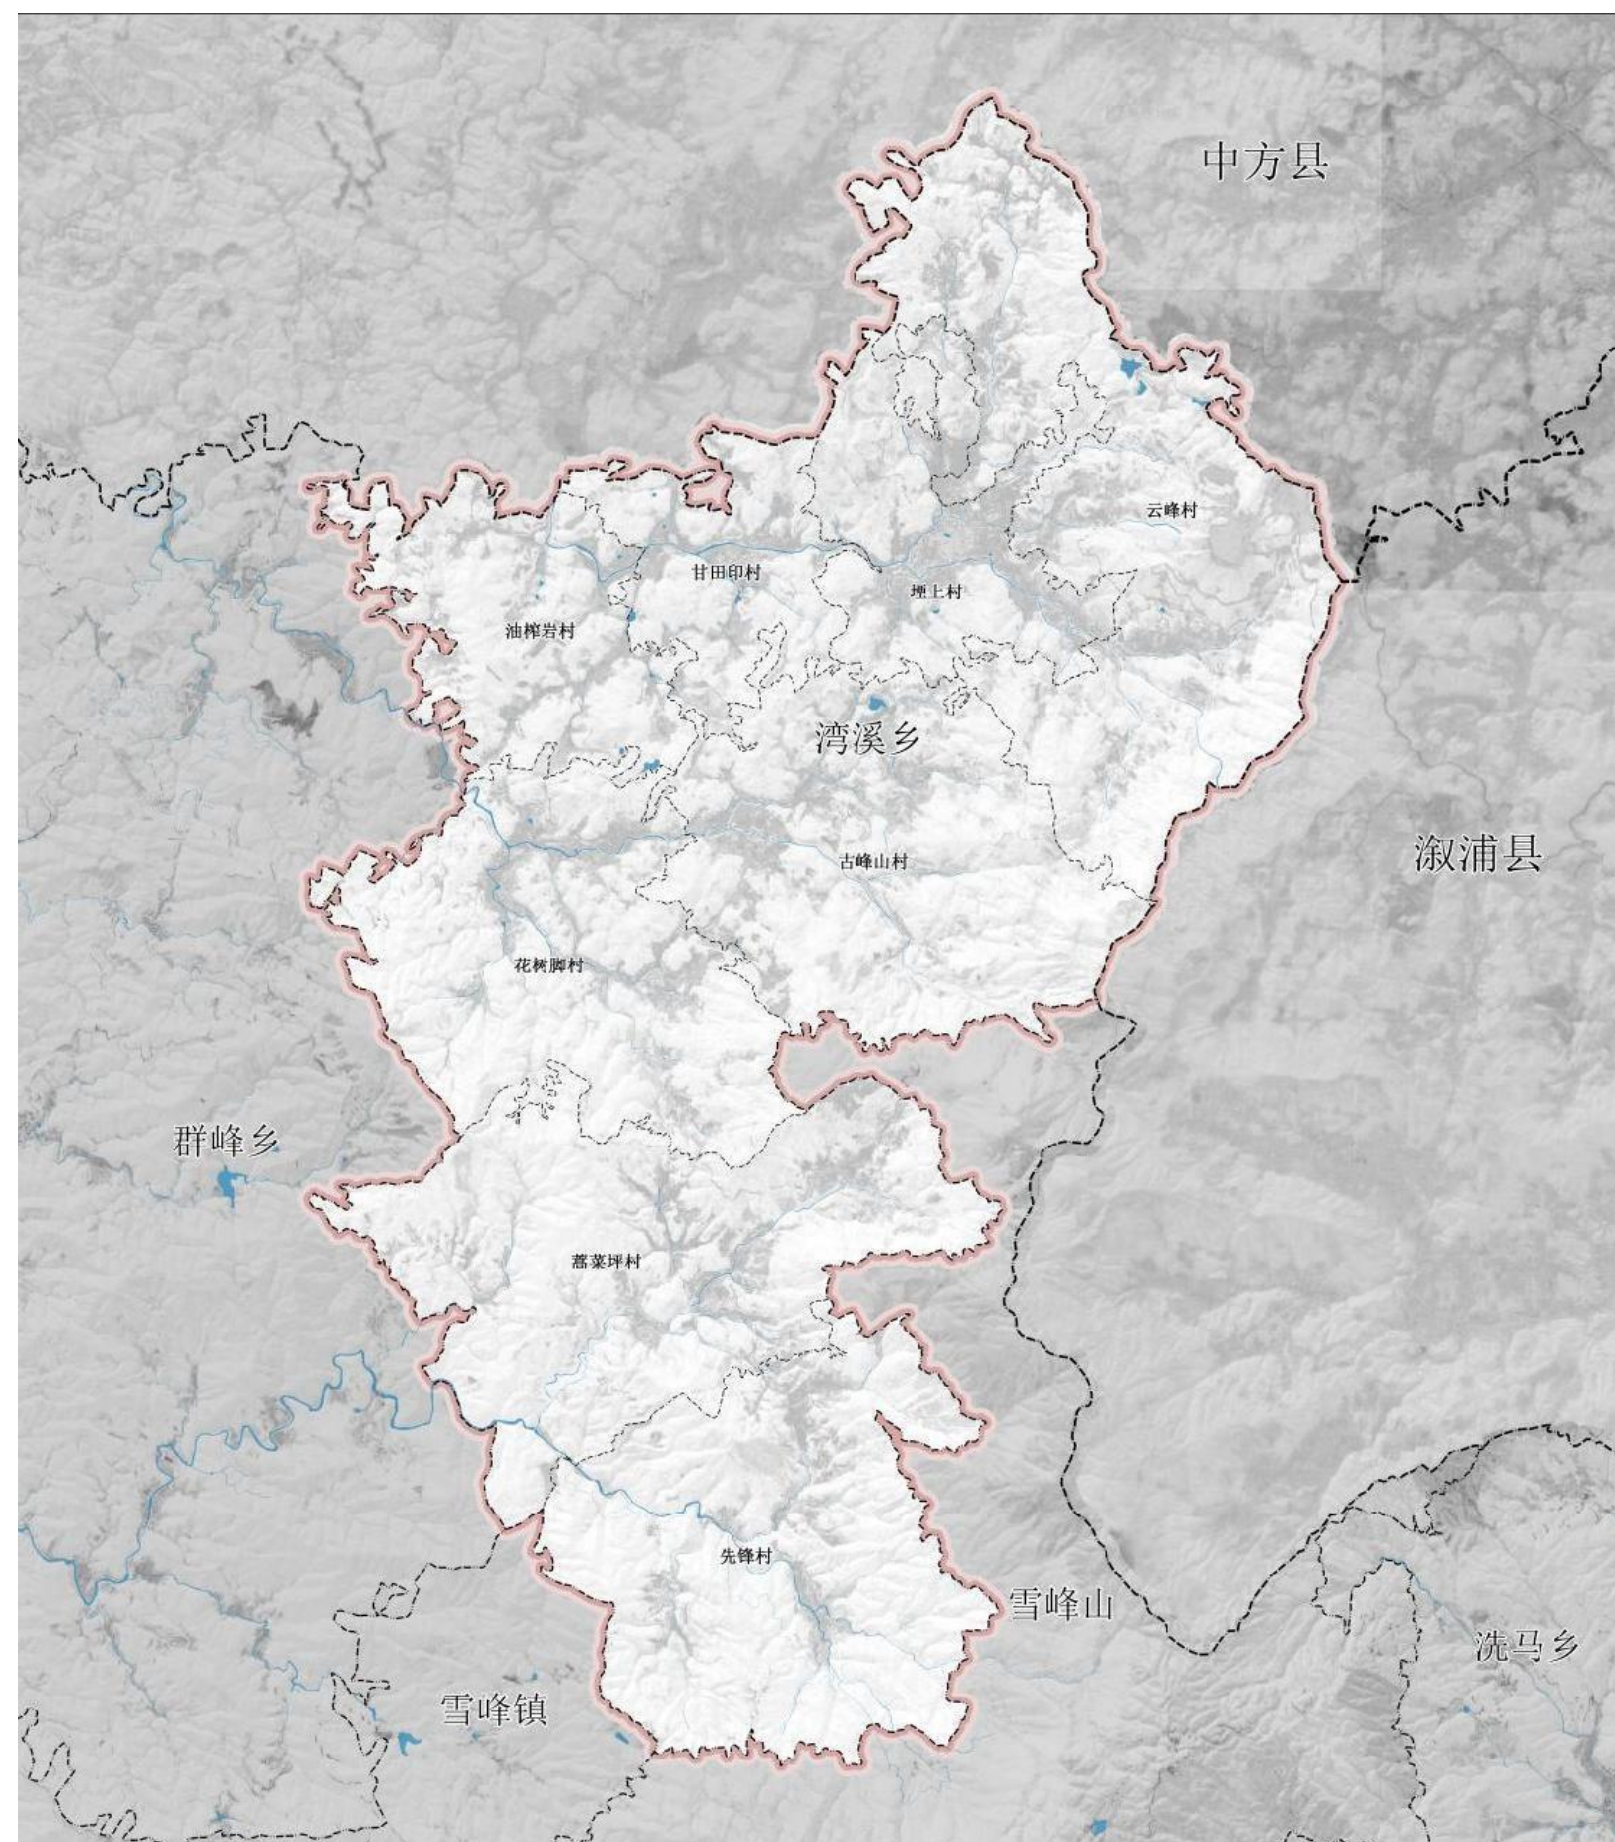 中方县
云峰村
甘田印村
堙上村
油榨岩村
湾溪乡
溆浦县
古峰山村
花树脚村
群峰乡
蒿菜坪村
先锋村
雪峰山
洗马乡
雪峰镇